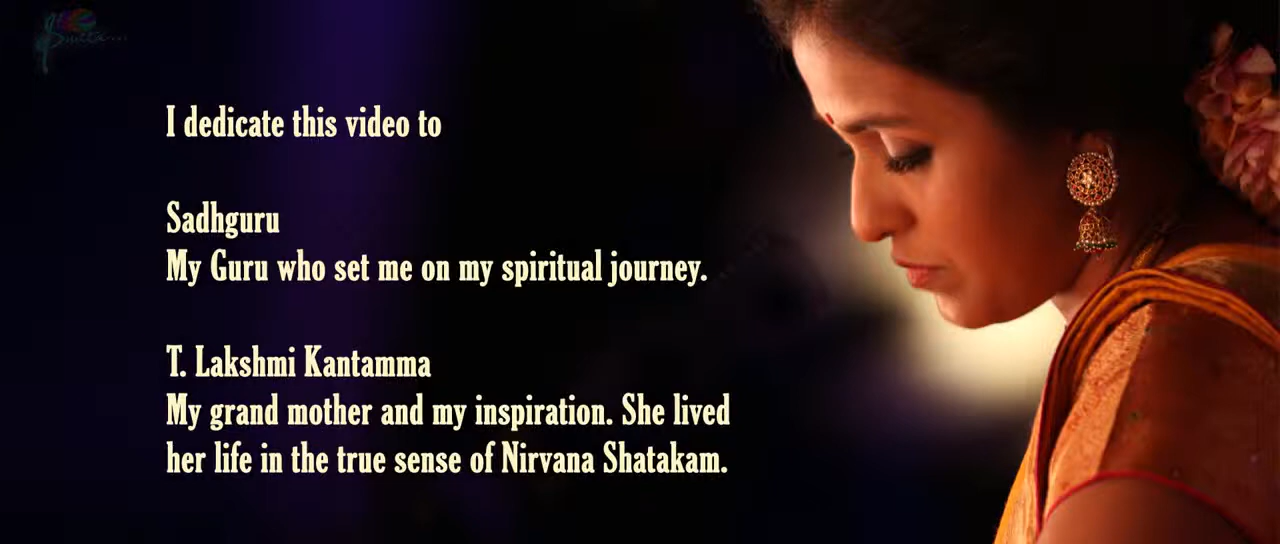 I dedicate this video to
Sadhguru
My Guru who set me on my spiritual journey.
T. Lakshmi Kantamma
My grand mother and my inspiration. She lived
her life in the true sense of Nirvana Shatakam.